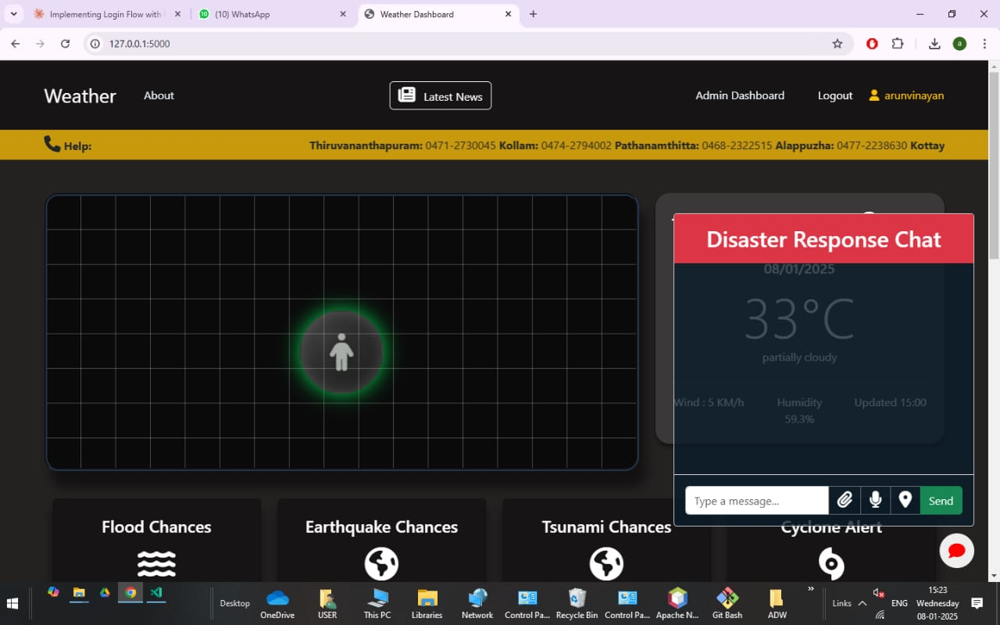 Implementing Login Flow with
(10) WhatsApp
Weather Dashboard
127.0.0.1:5000
a
Weather
About
Latest News
Admin Dashboard
Logout
arunvinayan
Help:
Thiruvananthapuram: 0471-2730045 Kollam: 0474-2794002 Pathanamthitta: 0468-2322515 Alappuzha: 0477-2238630 Kottay
Disaster Response Chat
08/01/2025
33°C
partially cloudy
Wind : 5 KM/h
Humidity
59.3%
Updated 15:00
Type a message...
Send
Flood Chances
Earthquake Chances
Tsunami Chances
Cyclone Alert
Desktop
OneDrive
USER
This PC
Libraries
Network
Control Pa...
Recycle Bin
Control Pa...
Apache N...
Git Bash
ADW
»
Links
ENG
15:23
Wednesday
08-01-2025